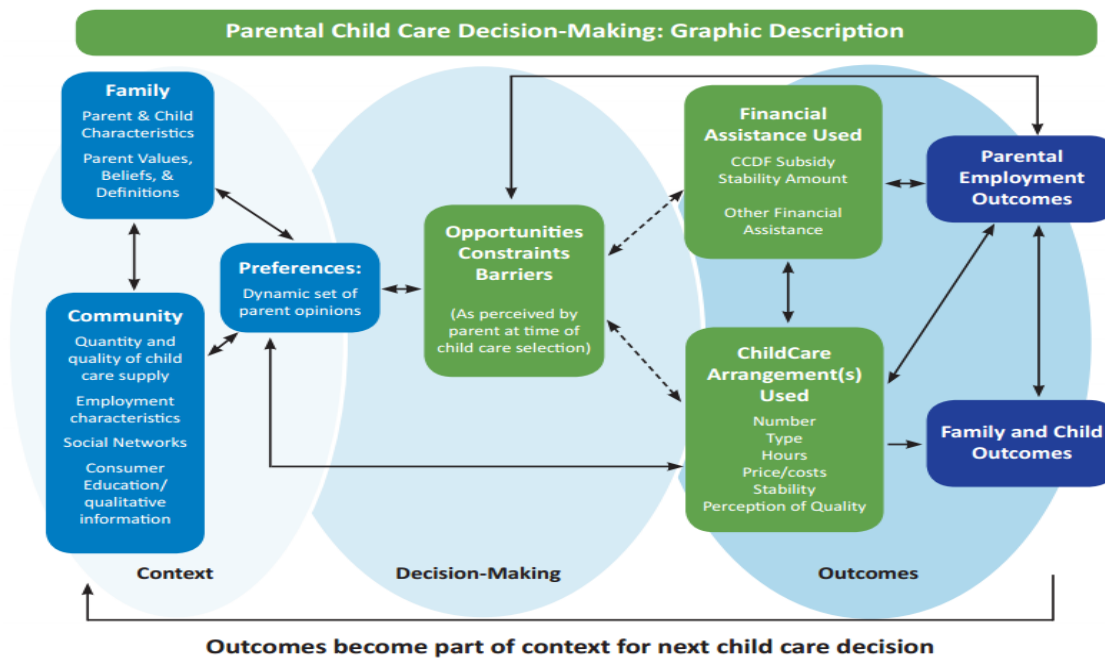 Parental Child Care Decision-Making: Graphic Description
Family
Parent & Child
Characteristics
Parent Values,
Beliefs, &
Definitions
Community
Quantity and
quality of child
care supply
Employment
characteristics
Social Networks
Consumer
Education/
qualitative
information
Preferences:
Dynamic set of
parent opinions
Opportunities
Constraints
Barriers
(As perceived by
parent at time of
child care selection)
Financial
Assistance Used
CCDF Subsidy
Stability Amount
Other Financial
Assistance
ChildCare
Arrangement(s)
Used
Number
Type
Hours
Price/costs
Stability
Perception of Quality
Parental
Employment
Outcomes
Family and Child
Outcomes
Context
Decision-Making
Outcomes
Outcomes become part of context for next child care decision